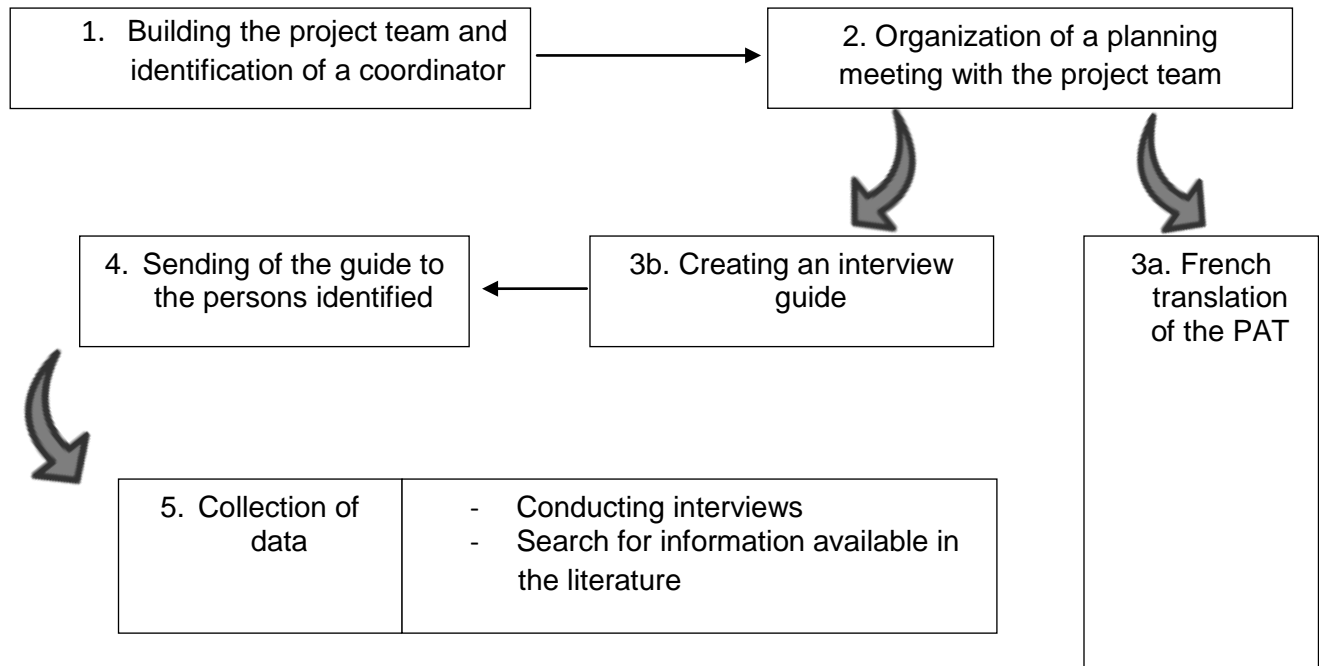 1. Building the project team and
identification of a coordinator
2. Organization of a planning
meeting with the project team
4. Sending of the guide to
the persons identified
3b. Creating an interview
guide
3a. French
translation
of the PAT
5. Collection of
data
- Conducting interviews
- Search for information available in
the literature